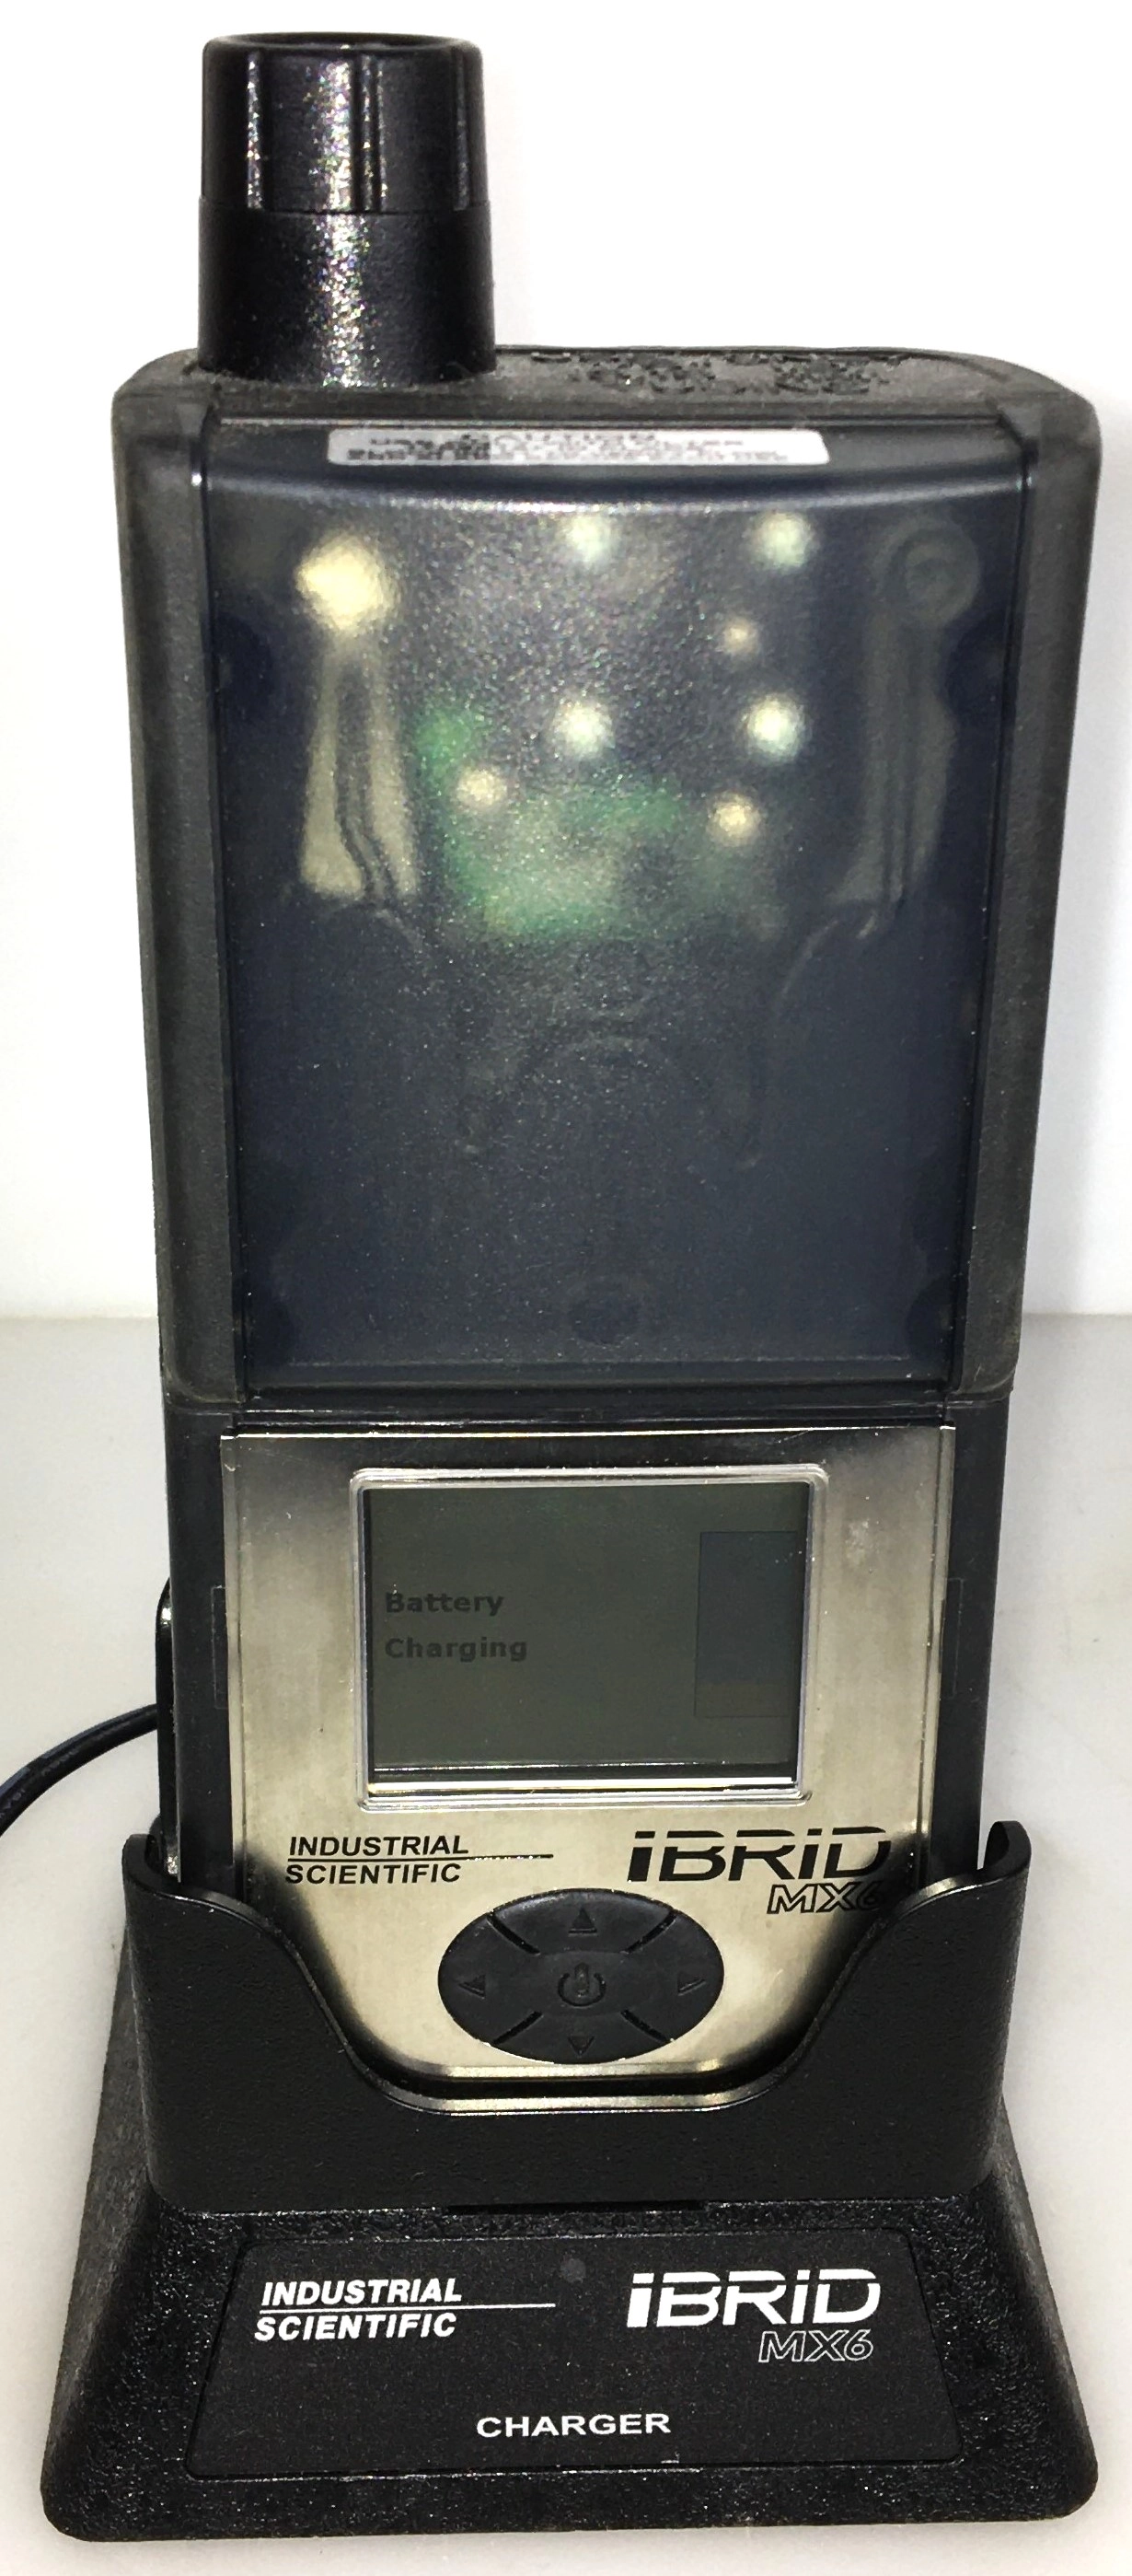 Battery
Charging
INDUSTRIAL
SCIENTIFIC
iBRiD
MX6
INDUSTRIAL
SCIENTIFIC
iBRiD
MX6
CHARGER